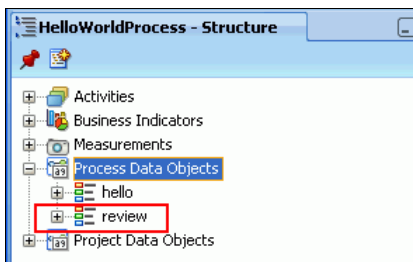 HelloWorldProcess - Structure
Activities
Business Indicators
Measurements
Process Data Objects
hello
review
Project Data Objects